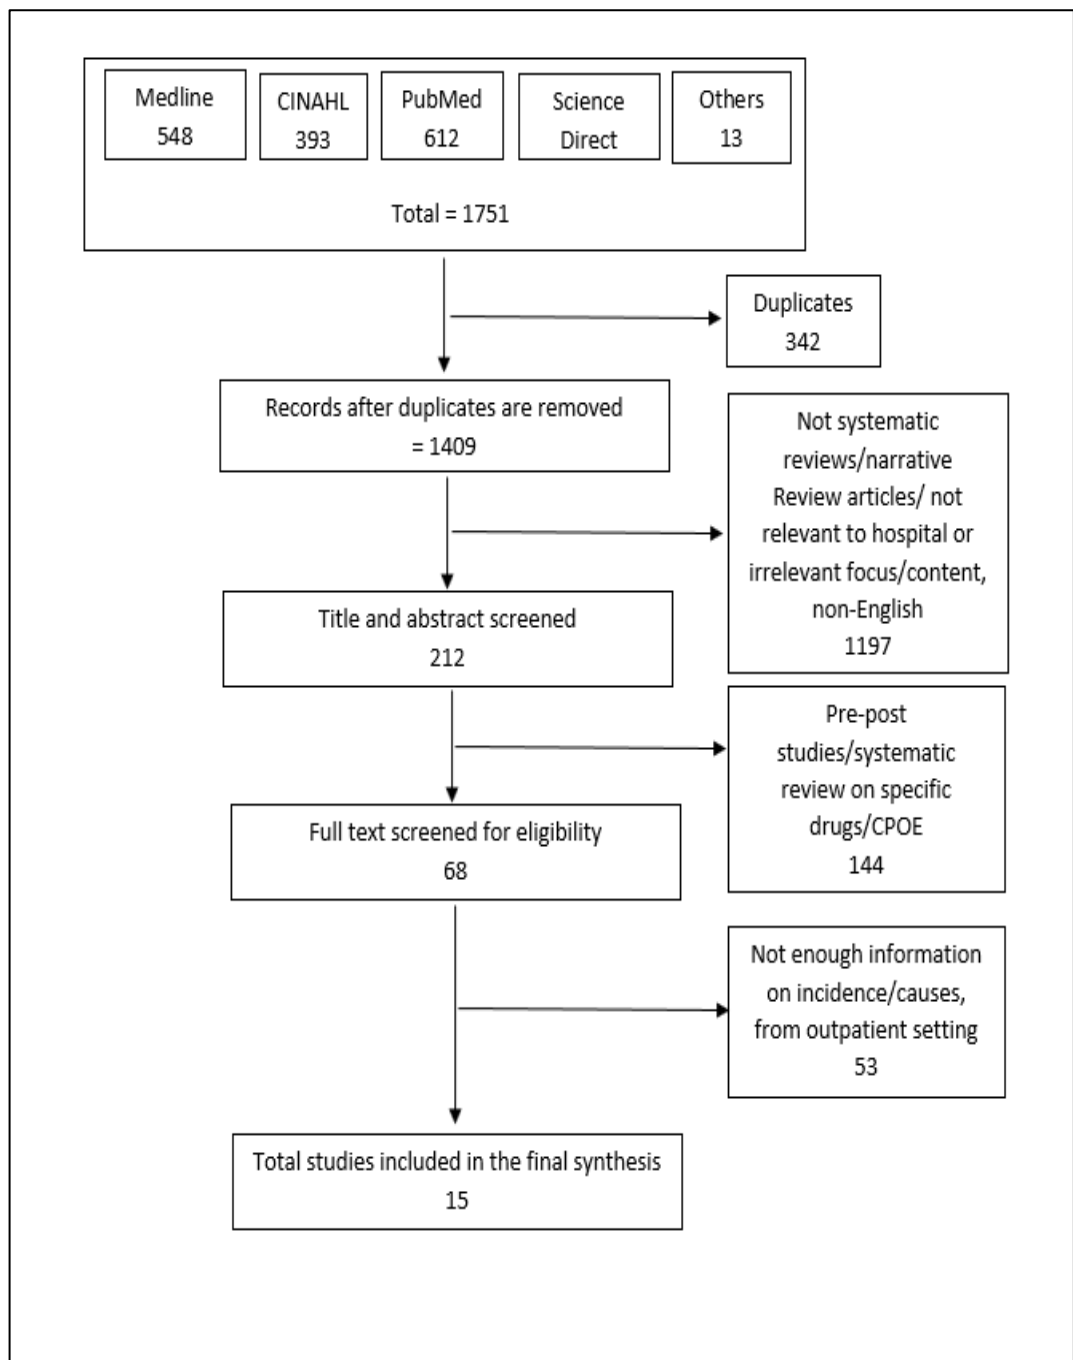 Medline
548
CINAHL
393
PubMed
612
Science
Direct
Others
13
Total = 1751
Duplicates
342
Records after duplicates are removed
= 1409
Not systematic
reviews/narrative
Review articles/ not
relevant to hospital or
irrelevant focus/content,
non-English
1197
Title and abstract screened
212
Pre-post
studies/systematic
review on specific
drugs/CPOE
144
Full text screened for eligibility
68
Not enough information
on incidence/causes,
from outpatient setting
53
Total studies included in the final synthesis
15